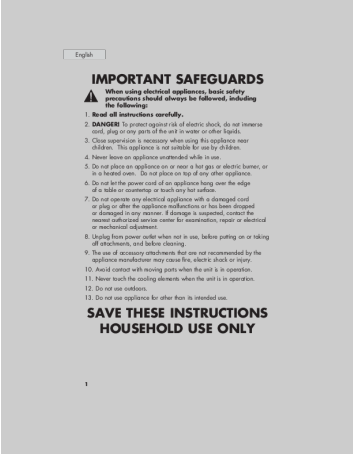 English
IMPORTANT SAFEGUARDS
When using electrical appliances, basic safety
precautions should always be followed, including
the following:
1. Read all instructions carefully.
2. DANGER! To protect against risk of electric shock, do not immerse
cord, plug or any parts of the unit in water or other liquids.
3. Close supervision is necessary when using this appliance near
children. This appliance is not suitable for use by children.
4. Never leave an appliance unattended while in use.
5. Do not place an appliance on or near a hot gas or electric burner, or
in a heated oven. Do not place on top of any other appliance.
6. Do not let the power cord of an appliance hang over the edge
of a table or countertop or touch any hot surface.
7. Do not operate any electrical appliance with a damaged cord
or plug or after the appliance malfunctions or has been dropped
or damaged in any manner. If damage is suspected, contact the
nearest authorized service center for examination, repair or electrical
or mechanical adjustment.
8. Unplug from power outlet when not in use, before putting on or taking
off attachments, and before cleaning.
9. The use of accessory attachments that are not recommended by the
appliance manufacturer may cause fire, electric shock or injury.
10. Avoid contact with moving parts when the unit is in operation.
11. Never touch the cooling elements when the unit is in operation.
12. Do not use outdoors.
13. Do not use appliance for other than its intended use.
SAVE THESE INSTRUCTIONS
HOUSEHOLD USE ONLY
1